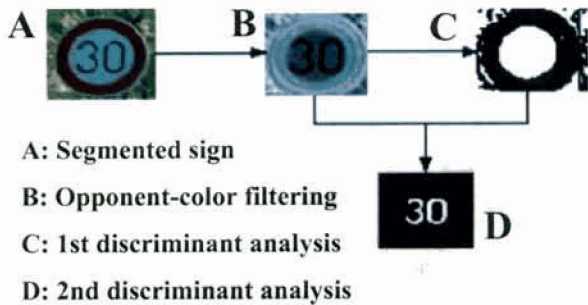 A
B
C
30
30
30
D
A: Segmented sign
B: Opponent-color filtering
C: 1st discriminant analysis
D: 2nd discriminant analysis